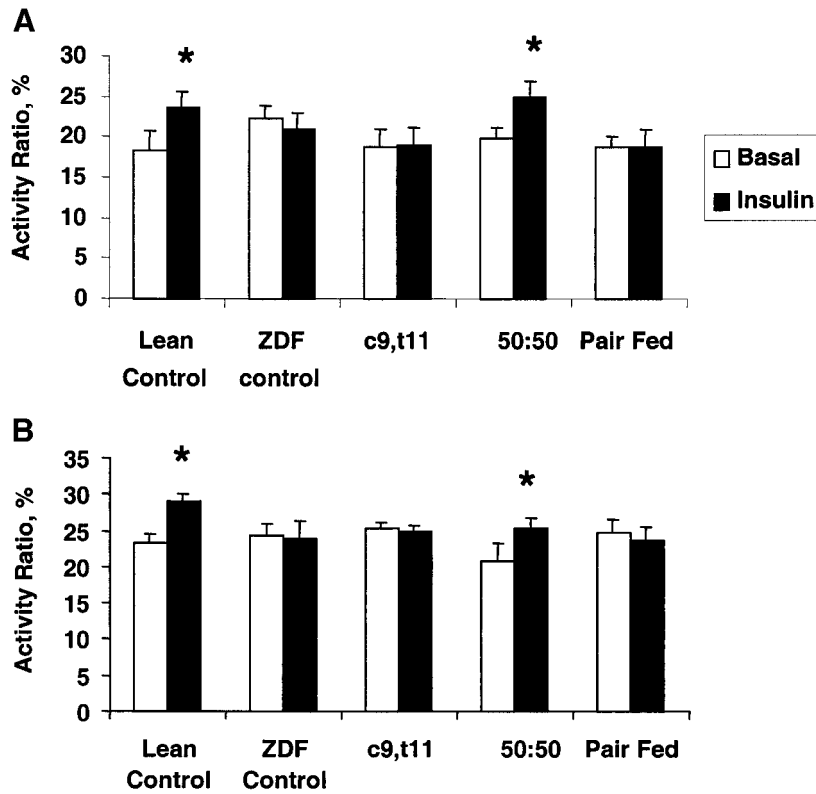 A
*
*
30
25
20
15
10
5
0
Activity Ratio, %
Basal
Insulin
Lean
Control
ZDF
control
c9,t11
50:50
Pair Fed
B
*
*
35
30
25
20
15
10
5
0
Activity Ratio, %
Lean
Control
ZDF
Control
c9,t11
50:50
Pair Fed